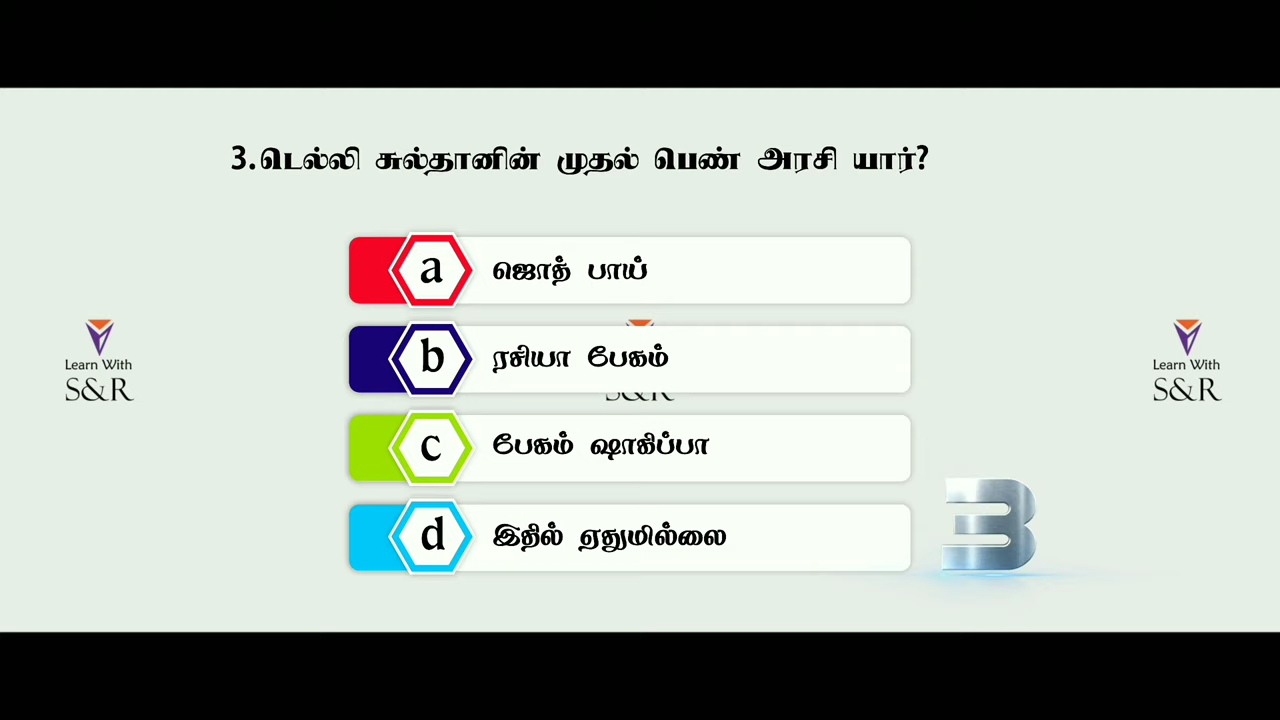 3.டெல்லி சுல்தானின் முதல் பெண் அரசி யார்?
a ஜொத் பாய்
b ரசியா பேகம்
c பேகம் ஷாகிப்பா
d இதில் ஏதுமில்லை
Learn With
S&R
S&R
Learn With
S&R
3